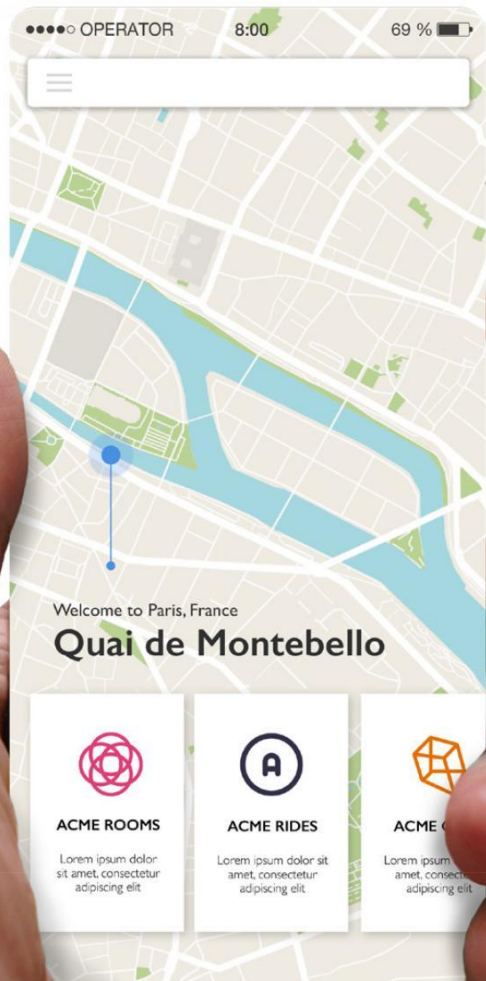 OPERATOR 8:00 69 %
Welcome to Paris, France
Quai de Montebello
A
ACME ROOMS
Lorem ipsum dolor
sit amet, consectetur
adipiscing elit
ACME RIDES
Lorem ipsum dolor sit
amet, consectetur
adipiscing elit
ACME
Lorem ipsum
amet,
adipiscing elit